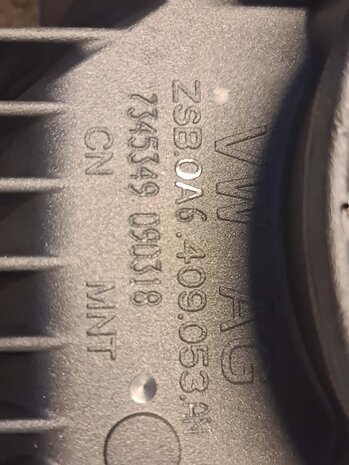 VW AG
ZSB.0A6.409.053.AN
7345349 090318
CN MNT